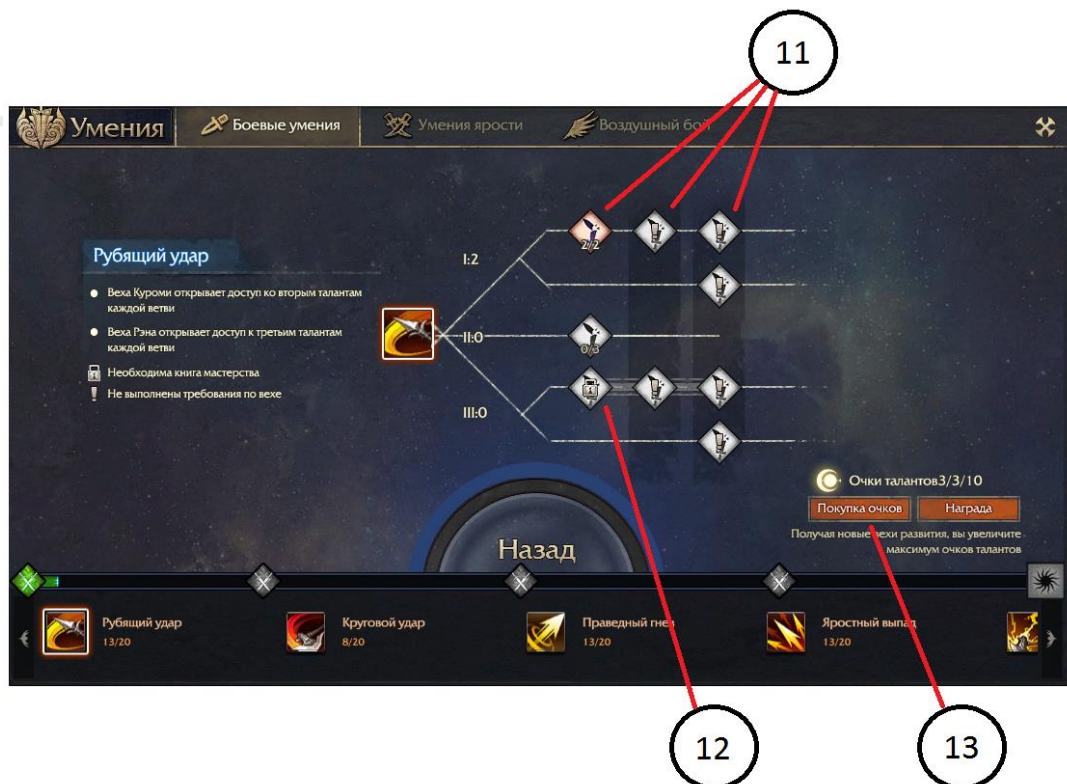 11
Умения
Боевые умения
Умения ярости
Воздушный бой
Рубящий удар
Веха Куроми открывает доступ ко вторым талантам
каждой ветви
Веха Рэна открывает доступ к третьим талантам
каждой ветви
Необходима книга мастерства
Не выполнены требования по вехе
I:2
2/2
II:0
0/3
III:0
Очки талантов3/3/10
Покупка очков
Награда
Получая новые вехи развития, вы увеличите
максимум очков талантов
Назад
Рубящий удар
13/20
Круговой удар
8/20
Праведный гнев
13/20
Яростный выпад
13/20
12
13